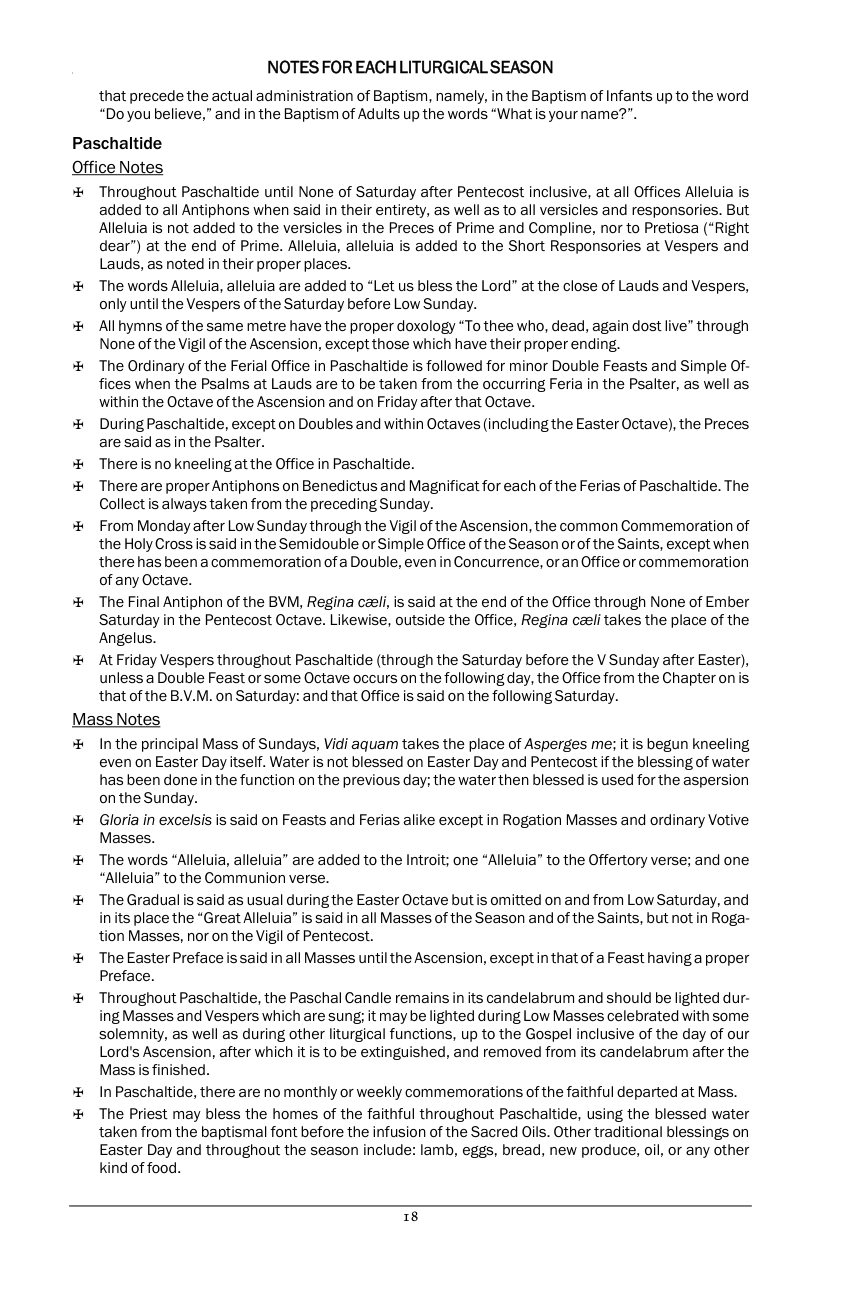 NOTES FOR EACH LITURGICAL SEASON
that precede the actual administration of Baptism, namely, in the Baptism of Infants up to the word
“Do you believe,” and in the Baptism of Adults up the words “What is your name?”.
Paschaltide
Office Notes
✠ Throughout Paschaltide until None of Saturday after Pentecost inclusive, at all Offices Alleluia is
added to all Antiphons when said in their entirety, as well as to all versicles and responsories. But
Alleluia is not added to the versicles in the Preces of Prime and Compline, nor to Pretiosa (“Right
dear”) at the end of Prime. Alleluia, alleluia is added to the Short Responsories at Vespers and
Lauds, as noted in their proper places.
✠ The words Alleluia, alleluia are added to “Let us bless the Lord” at the close of Lauds and Vespers,
only until the Vespers of the Saturday before Low Sunday.
✠ All hymns of the same metre have the proper doxology “To thee who, dead, again dost live” through
None of the Vigil of the Ascension, except those which have their proper ending.
✠ The Ordinary of the Ferial Office in Paschaltide is followed for minor Double Feasts and Simple Of-
fices when the Psalms at Lauds are to be taken from the occurring Feria in the Psalter, as well as
within the Octave of the Ascension and on Friday after that Octave.
✠ During Paschaltide, except on Doubles and within Octaves (including the Easter Octave), the Preces
are said as in the Psalter.
✠ There is no kneeling at the Office in Paschaltide.
✠ There are proper Antiphons on Benedictus and Magnificat for each of the Ferias of Paschaltide. The
Collect is always taken from the preceding Sunday.
✠ From Monday after Low Sunday through the Vigil of the Ascension, the common Commemoration of
the Holy Cross is said in the Semidouble or Simple Office of the Season or of the Saints, except when
there has been a commemoration of a Double, even in Concurrence, or an Office or commemoration
of any Octave.
✠ The Final Antiphon of the BVM, Regina cæli, is said at the end of the Office through None of Ember
Saturday in the Pentecost Octave. Likewise, outside the Office, Regina cæli takes the place of the
Angelus.
✠ At Friday Vespers throughout Paschaltide (through the Saturday before the V Sunday after Easter),
unless a Double Feast or some Octave occurs on the following day, the Office from the Chapter on is
that of the B.V.M. on Saturday: and that Office is said on the following Saturday.
Mass Notes
✠ In the principal Mass of Sundays, Vidi aquam takes the place of Asperges me; it is begun kneeling
even on Easter Day itself. Water is not blessed on Easter Day and Pentecost if the blessing of water
has been done in the function on the previous day; the water then blessed is used for the aspersion
on the Sunday.
✠ Gloria in excelsis is said on Feasts and Ferias alike except in Rogation Masses and ordinary Votive
Masses.
✠ The words “Alleluia, alleluia” are added to the Introit; one “Alleluia” to the Offertory verse; and one
“Alleluia” to the Communion verse.
✠ The Gradual is said as usual during the Easter Octave but is omitted on and from Low Saturday, and
in its place the “Great Alleluia” is said in all Masses of the Season and of the Saints, but not in Roga-
tion Masses, nor on the Vigil of Pentecost.
✠ The Easter Preface is said in all Masses until the Ascension, except in that of a Feast having a proper
Preface.
✠ Throughout Paschaltide, the Paschal Candle remains in its candelabrum and should be lighted dur-
ing Masses and Vespers which are sung; it may be lighted during Low Masses celebrated with some
solemnity, as well as during other liturgical functions, up to the Gospel inclusive of the day of our
Lord's Ascension, after which it is to be extinguished, and removed from its candelabrum after the
Mass is finished.
✠ In Paschaltide, there are no monthly or weekly commemorations of the faithful departed at Mass.
✠ The Priest may bless the homes of the faithful throughout Paschaltide, using the blessed water
taken from the baptismal font before the infusion of the Sacred Oils. Other traditional blessings on
Easter Day and throughout the season include: lamb, eggs, bread, new produce, oil, or any other
kind of food.
18